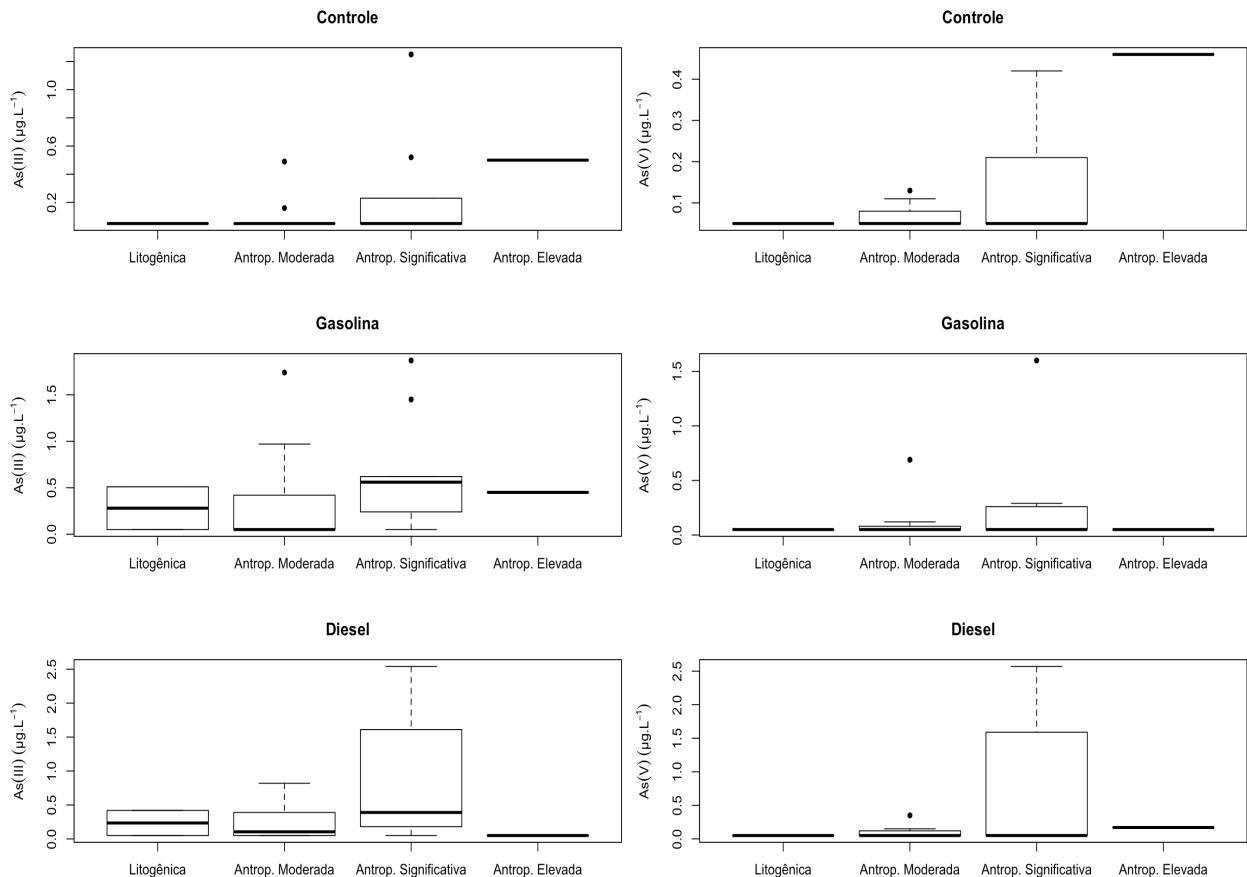 Controle
As(III) (µg.L⁻¹)
1.0
0.6
0.2
Litogênica Antrop. Moderada Antrop. Significativa Antrop. Elevada
Controle
As(V) (µg.L⁻¹)
0.4
0.3
0.2
0.1
Litogênica Antrop. Moderada Antrop. Significativa Antrop. Elevada
Gasolina
As(III) (µg.L⁻¹)
1.5
1.0
0.5
0.0
Litogênica Antrop. Moderada Antrop. Significativa Antrop. Elevada
Gasolina
As(V) (µg.L⁻¹)
1.5
1.0
0.5
0.0
Litogênica Antrop. Moderada Antrop. Significativa Antrop. Elevada
Diesel
As(III) (µg.L⁻¹)
2.5
2.0
1.5
1.0
0.5
0.0
Litogênica Antrop. Moderada Antrop. Significativa Antrop. Elevada
Diesel
As(V) (µg.L⁻¹)
2.5
2.0
1.5
1.0
0.5
0.0
Litogênica Antrop. Moderada Antrop. Significativa Antrop. Elevada